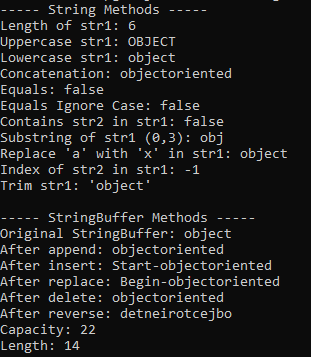 ----- String Methods -----
Length of str1: 6
Uppercase str1: OBJECT
Lowercase str1: object
Concatenation: objectoriented
Equals: false
Equals Ignore Case: false
Contains str2 in str1: false
Substring of str1 (0,3): obj
Replace 'a' with 'x' in str1: object
Index of str2 in str1: -1
Trim str1: 'object'

----- StringBuffer Methods -----
Original StringBuffer: object
After append: objectoriented
After insert: Start-objectoriented
After replace: Begin-objectoriented
After delete: objectoriented
After reverse: detneirotcejbo
Capacity: 22
Length: 14